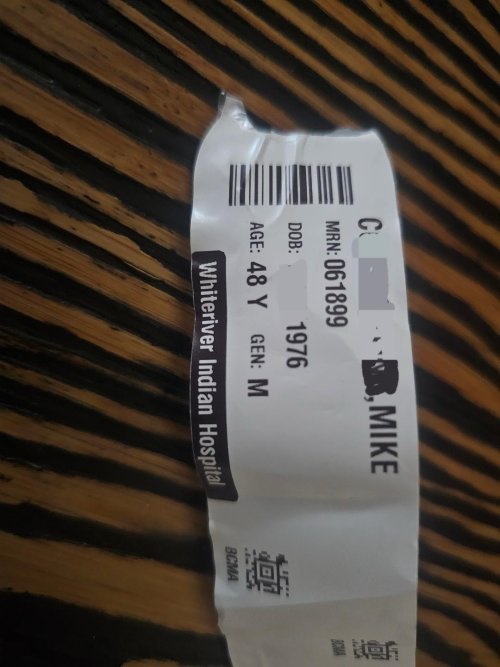 C ,MIKE
MRN: 061899
DOB: 1976
AGE: 48 Y GEN: M
Whiteriver Indian Hospital
BCMA
BCMA